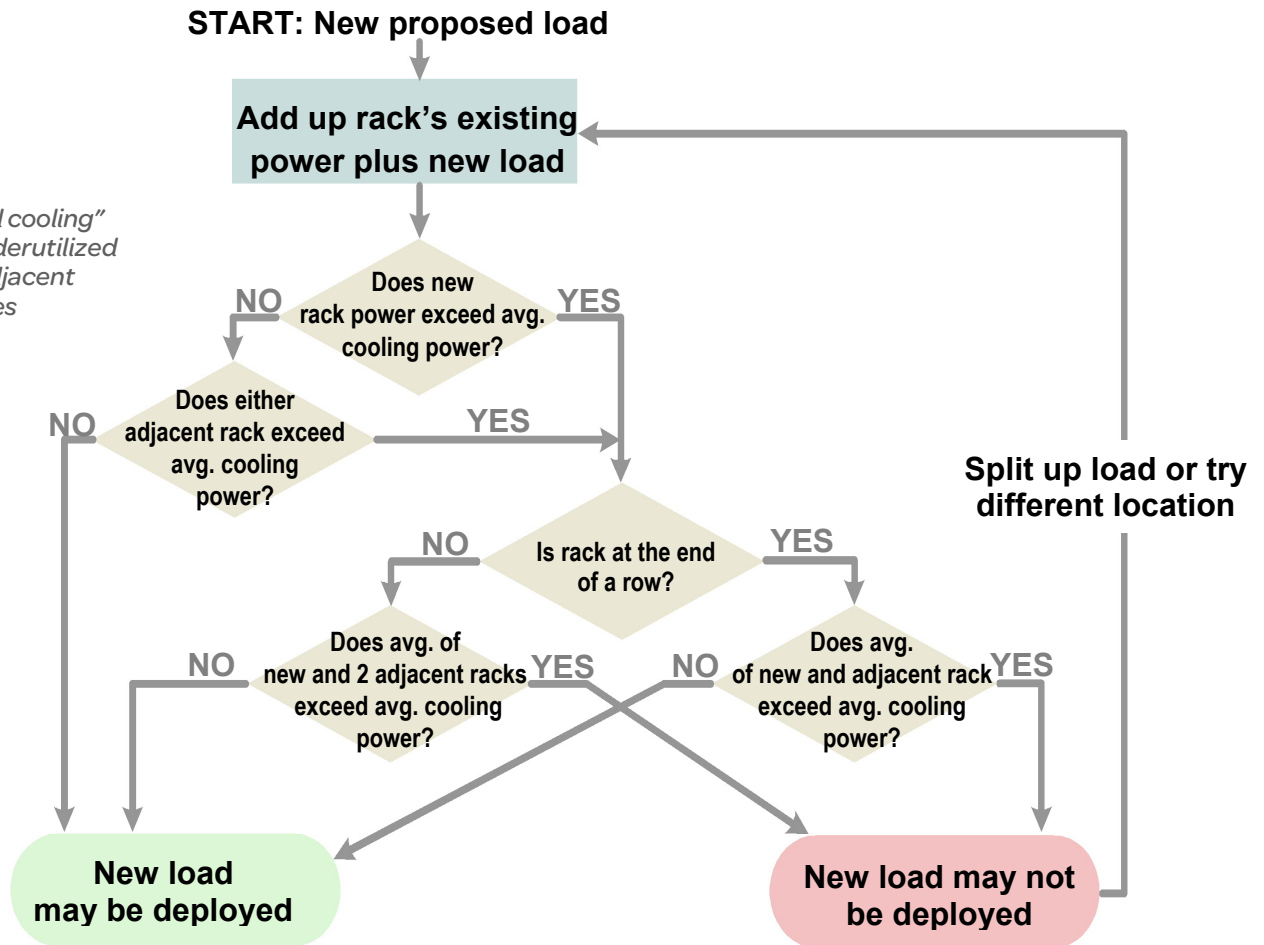 START: New proposed load
Add up rack's existing
power plus new load
cooling"
adjacent
Does new
rack power exceed avg.
cooling power?
NO
YES
Does either
adjacent rack exceed
avg. cooling
power?
NO
YES
Split up load or try
different location
Is rack at the end
of a row?
NO
YES
Does avg. of
new and 2 adjacent racks
exceed avg. cooling
power?
NO
YES
Does avg.
of new and adjacent rack
exceed avg. cooling
power?
NO
YES
New load
may be deployed
New load may not
be deployed